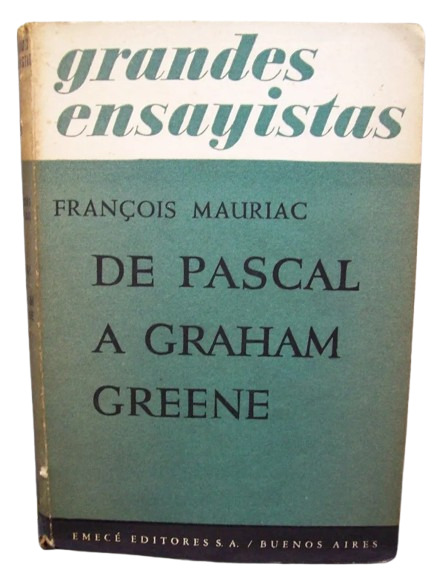 grandes
ensayistas
FRANÇOIS MAURIAC
DE PASCAL
A GRAHAM
GREENE
EMECÉ EDITORES S.A. / BUENOS AIRES